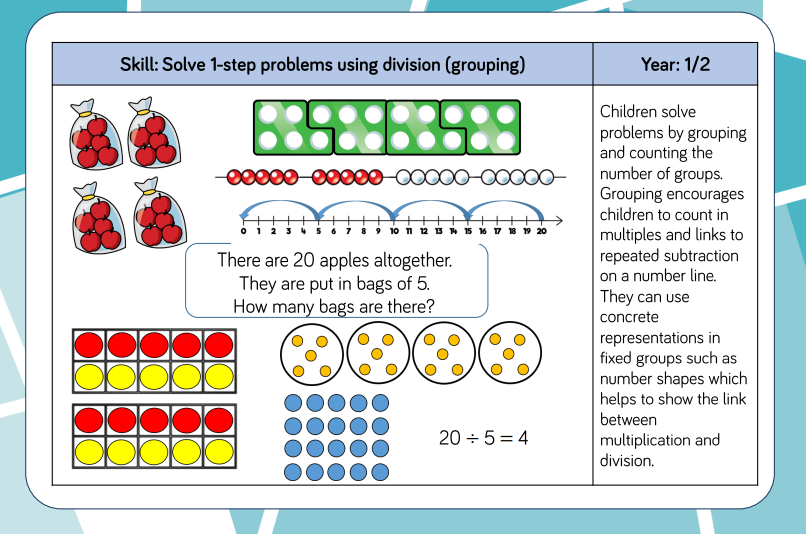 Skill: Solve 1-step problems using division (grouping)
Year: 1/2
0 1 2 3 4 5 6 7 8 9 10 11 12 13 14 15 16 17 18 19 20
There are 20 apples altogether.
They are put in bags of 5.
How many bags are there?
20 ÷ 5 = 4
Children solve
problems by grouping
and counting the
number of groups.
Grouping encourages
children to count in
multiples and links to
repeated subtraction
on a number line.
They can use
concrete
representations in
fixed groups such as
number shapes which
helps to show the link
between
multiplication and
division.